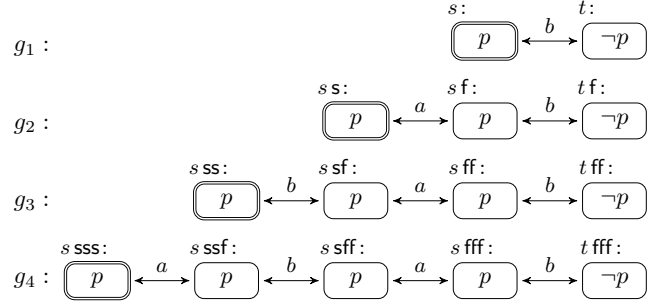 s: t:
g₁ : p b ¬p
s s: s f: t f:
g₂ : p a p b ¬p
s ss: s sf: s ff: t ff:
g₃ : p b p a p b ¬p
s sss: s ssf: s sff: s fff: t fff:
g₄ : p a p b p a p b ¬p